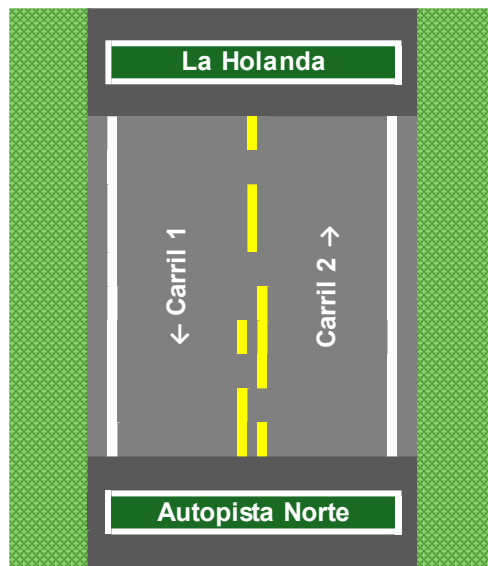 La Holanda
← Carril 1
Carril 2 →
Autopista Norte